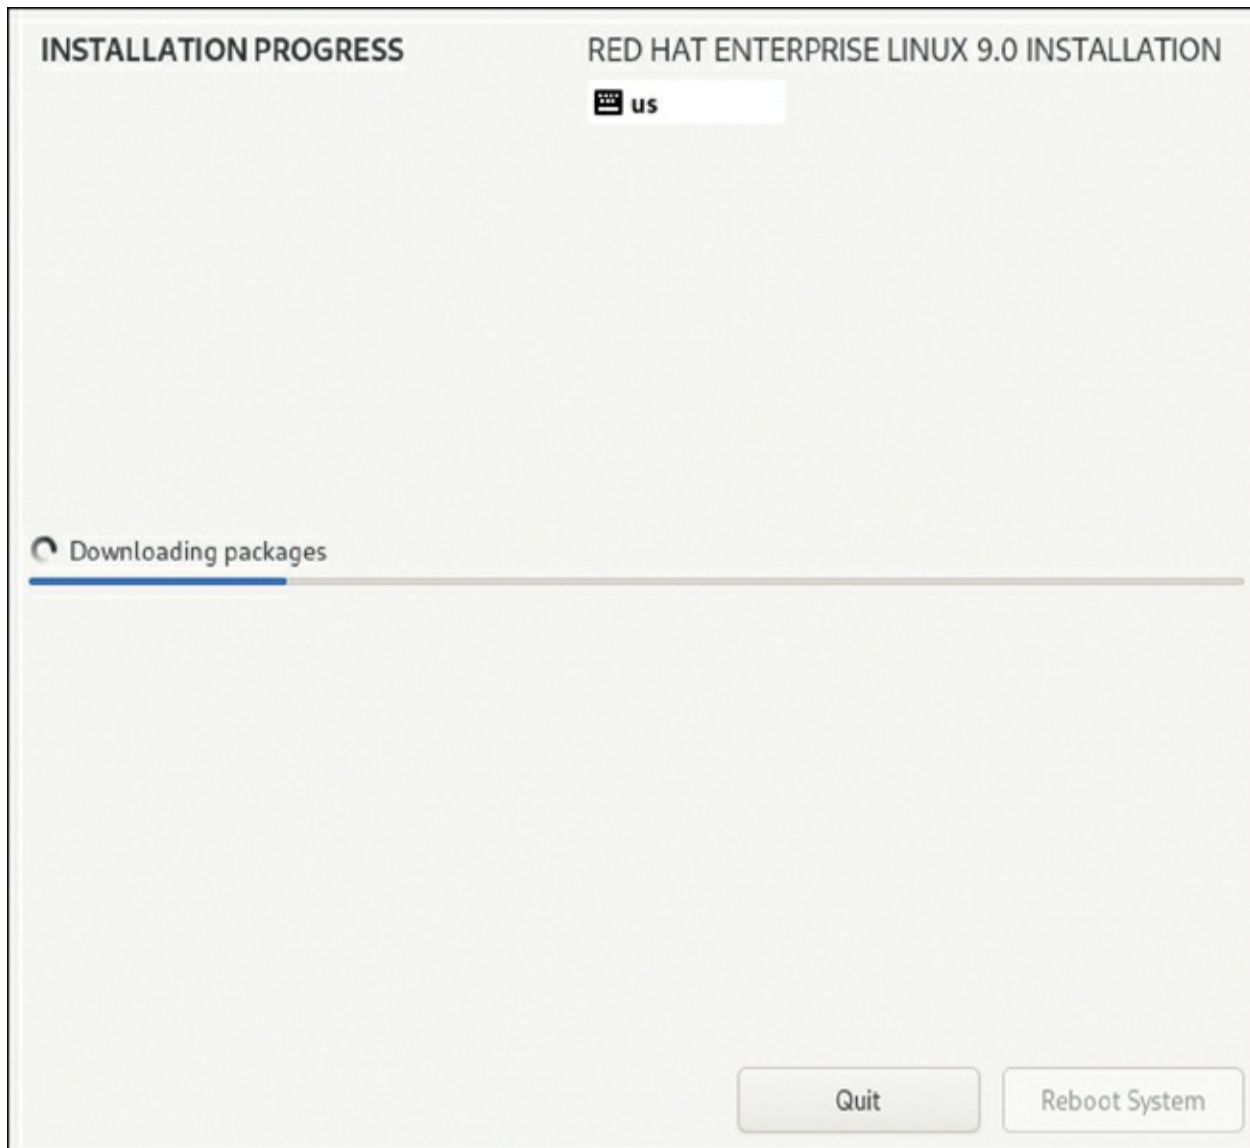 INSTALLATION PROGRESS
RED HAT ENTERPRISE LINUX 9.0 INSTALLATION
us
Downloading packages
Quit
Reboot System